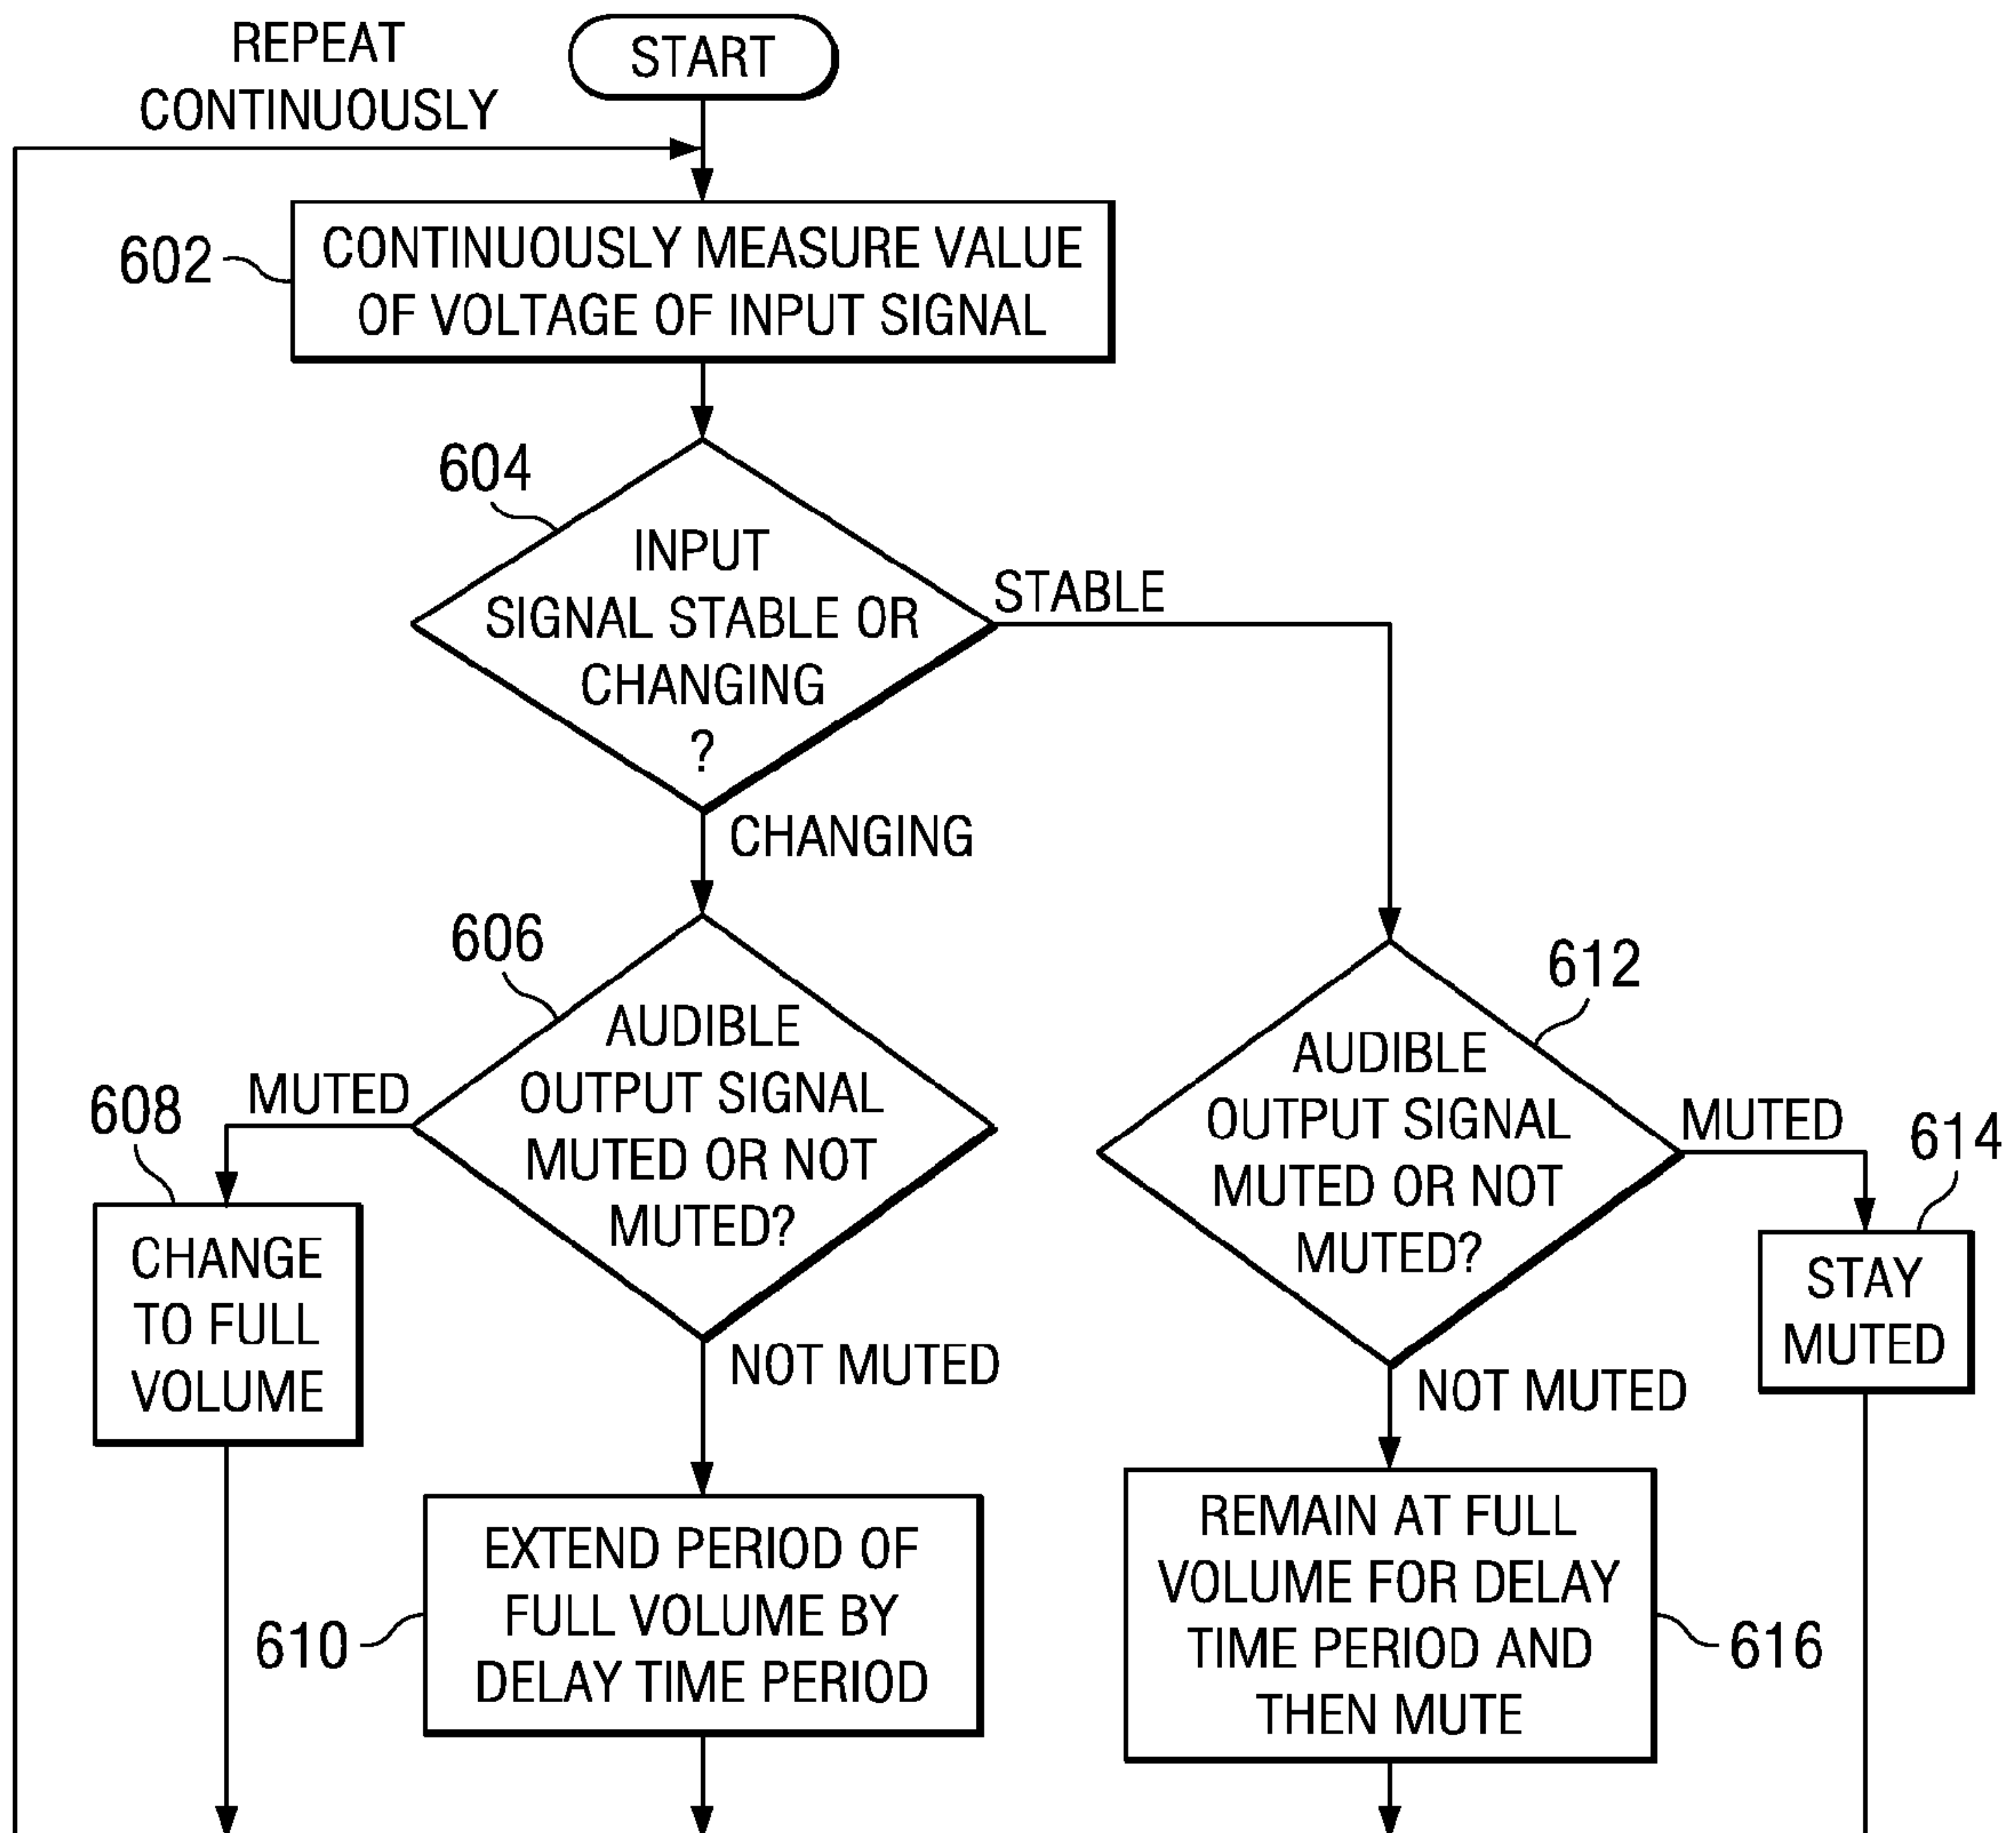 REPEAT
CONTINUOUSLY
START
602
CONTINUOUSLY MEASURE VALUE
OF VOLTAGE OF INPUT SIGNAL
604
INPUT
SIGNAL STABLE OR
CHANGING
?
STABLE
CHANGING
606
AUDIBLE
OUTPUT SIGNAL
MUTED OR NOT
MUTED?
MUTED
608
CHANGE
TO FULL
VOLUME
NOT MUTED
610
EXTEND PERIOD OF
FULL VOLUME BY
DELAY TIME PERIOD
612
AUDIBLE
OUTPUT SIGNAL
MUTED OR NOT
MUTED?
MUTED
614
STAY
MUTED
NOT MUTED
REMAIN AT FULL
VOLUME FOR DELAY
TIME PERIOD AND
THEN MUTE
616